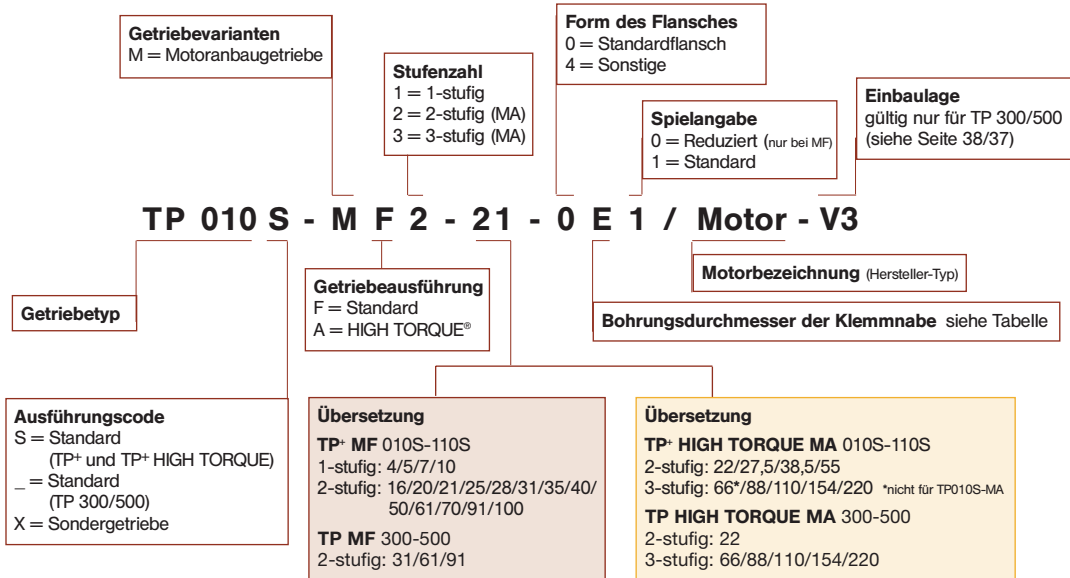 Getriebevarianten
M = Motoranbaugetriebe
Stufenzahl
1 = 1-stufig
2 = 2-stufig (MA)
3 = 3-stufig (MA)
Form des Flansches
0 = Standardflansch
4 = Sonstige
Spielangabe
0 = Reduziert (nur bei MF)
1 = Standard
Einbaulage
gültig nur für TP 300/500
(siehe Seite 38/37)
TP 010 S - M F 2 - 21 - 0 E 1 / Motor - V3
Getriebetyp
Getriebeausführung
F = Standard
A = HIGH TORQUE®
Motorbezeichnung (Hersteller-Typ)
Bohrungsdurchmesser der Klemmnabe siehe Tabelle
Ausführungscode
S = Standard
(TP⁺ und TP⁺ HIGH TORQUE)
_ = Standard
(TP 300/500)
X = Sondergetriebe
Übersetzung
TP⁺ MF 010S-110S
1-stufig: 4/5/7/10
2-stufig: 16/20/21/25/28/31/35/40/
50/61/70/91/100
TP MF 300-500
2-stufig: 31/61/91
Übersetzung
TP⁺ HIGH TORQUE MA 010S-110S
2-stufig: 22/27,5/38,5/55
3-stufig: 66*/88/110/154/220 *nicht für TP010S-MA
TP HIGH TORQUE MA 300-500
2-stufig: 22
3-stufig: 66/88/110/154/220